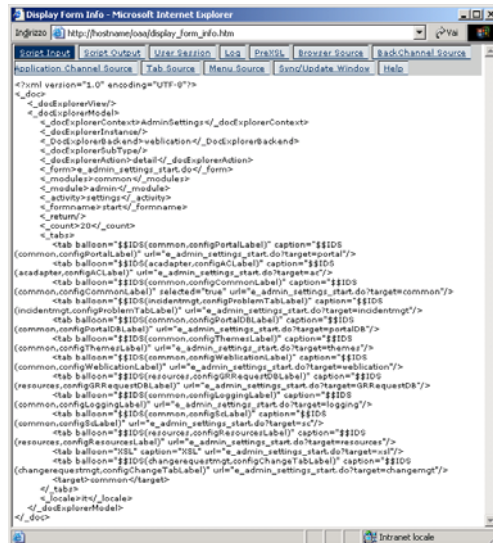 Display Form Info - Microsoft Internet Explorer
Indirizzo http://hostname/oaa/display_form_info.htm Vai
Script Input Script Output User Session Log PreXSL Browser Source BackChannel Source
Application Channel Source Tab Source Menu Source Sync/Update Window Help
<?xml version="1.0" encoding="UTF-8"?>
<_doc>
<_docExplorerView/>
<_docExplorerModel>
<_docExplorerContext>AdminSettings</_docExplorerContext>
<_docExplorerInstance/>
<_DocExplorerBackend>weblication</_DocExplorerBackend>
<_docExplorerSubType/>
<_docExplorerAction>detail</_docExplorerAction>
<_form>e_admin_settings_start.do</_form>
<_modules>common</_modules>
<_module>admin</_module>
<_activity>settings</_activity>
<_formname>start</_formname>
<_return/>
<_count>20</_count>
<_tabs>
<tab balloon="$$IDS(common,configPortalLabel)" caption="$$IDS
(common,configPortalLabel)" url="e_admin_settings_start.do?target=portal"/>
<tab balloon="$$IDS(acadapter,configACLabel)" caption="$$IDS
(acadapter,configACLabel)" url="e_admin_settings_start.do?target=ac"/>
<tab balloon="$$IDS(common,configCommonLabel)" caption="$$IDS
(common,configCommonLabel)" selected="true" url="e_admin_settings_start.do?target=common"/>
<tab balloon="$$IDS(incidentmgt,configProblemTabLabel)" caption="$$IDS
(incidentmgt,configProblemTabLabel)" url="e_admin_settings_start.do?target=incidentmgt"/>
<tab balloon="$$IDS(common,configPortalDBLabel)" caption="$$IDS
(common,configPortalDBLabel)" url="e_admin_settings_start.do?target=portalDB"/>
<tab balloon="$$IDS(common,configThemesLabel)" caption="$$IDS
(common,configThemesLabel)" url="e_admin_settings_start.do?target=themes"/>
<tab balloon="$$IDS(common,configWeblicationLabel)" caption="$$IDS
(common,configWeblicationLabel)" url="e_admin_settings_start.do?target=weblication"/>
<tab balloon="$$IDS(resources,configGRRequestDBLabel)" caption="$$IDS
(resources,configGRRequestDBLabel)" url="e_admin_settings_start.do?target=GRRequestDB"/>
<tab balloon="$$IDS(common,configLoggingLabel)" caption="$$IDS
(common,configLoggingLabel)" url="e_admin_settings_start.do?target=logging"/>
<tab balloon="$$IDS(common,configScLabel)" caption="$$IDS
(common,configScLabel)" url="e_admin_settings_start.do?target=sc"/>
<tab balloon="$$IDS(resources,configResourcesLabel)" caption="$$IDS
(resources,configResourcesLabel)" url="e_admin_settings_start.do?target=resources"/>
<tab balloon="XSL" caption="XSL" url="e_admin_settings_start.do?target=xsl"/>
<tab balloon="$$IDS(changerequestmgt,configChangeTabLabel)" caption="$$IDS
(changerequestmgt,configChangeTabLabel)" url="e_admin_settings_start.do?target=changemgt"/>
<target>common</target>
</_tabs>
<_locale>it</_locale>
</_docExplorerModel>
</_doc>
Intranet locale